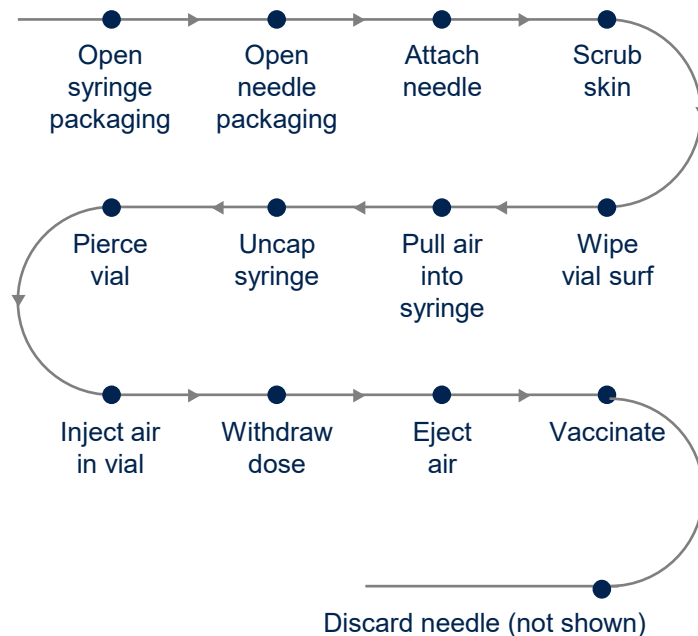 Open
syringe
packaging
Open
needle
packaging
Attach
needle
Scrub
skin
Pierce
vial
Uncap
syringe
Pull air
into
syringe
Wipe
vial surf
Inject air
in vial
Withdraw
dose
Eject
air
Vaccinate
Discard needle (not shown)